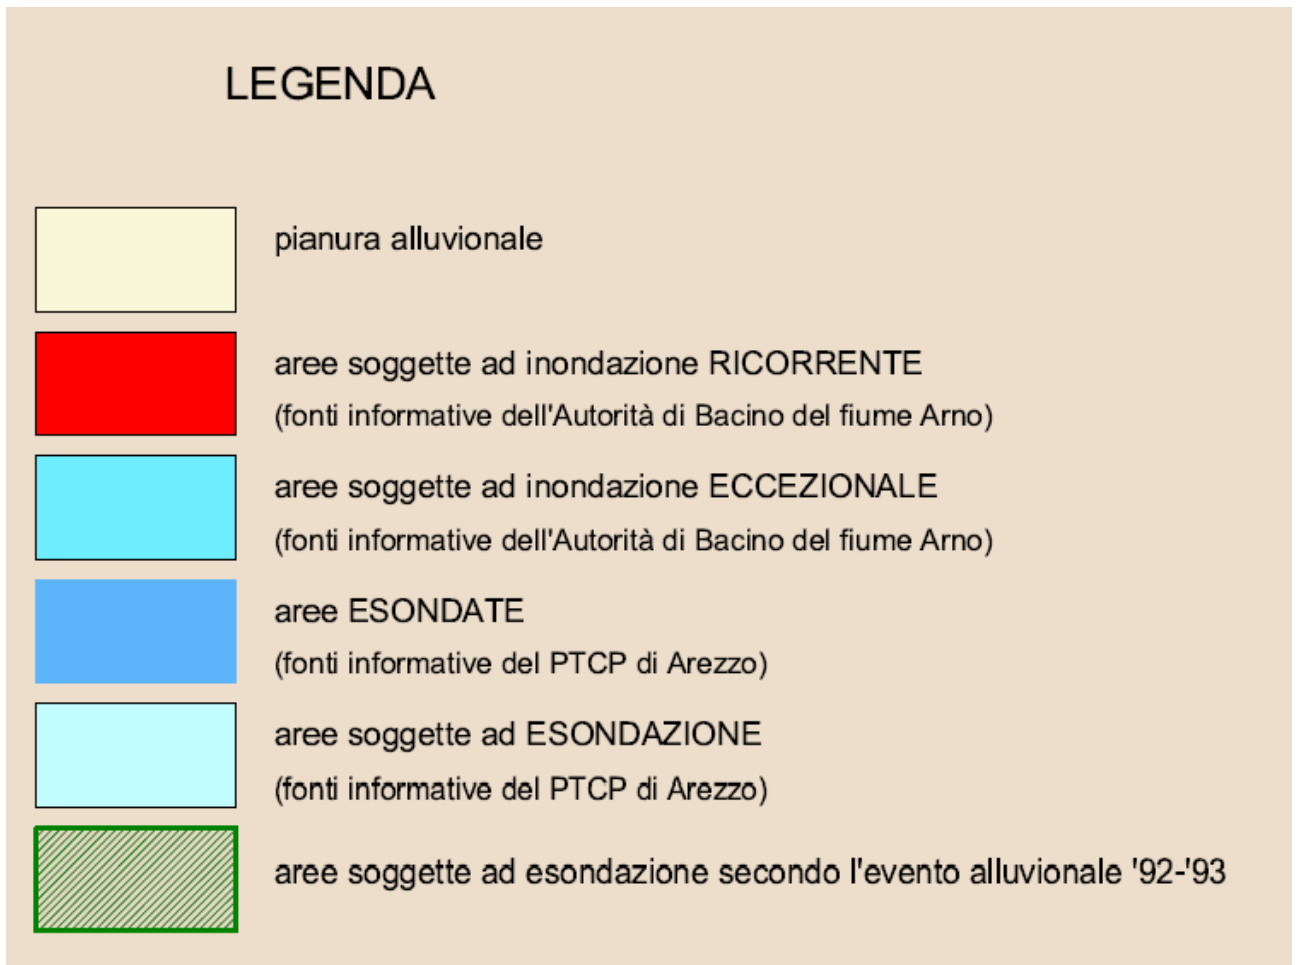 LEGENDA
pianura alluvionale
aree soggette ad inondazione RICORRENTE
(fonti informative dell'Autorità di Bacino del fiume Arno)
aree soggette ad inondazione ECCEZIONALE
(fonti informative dell'Autorità di Bacino del fiume Arno)
aree ESONDATE
(fonti informative del PTCP di Arezzo)
aree soggette ad ESONDAZIONE
(fonti informative del PTCP di Arezzo)
aree soggette ad esondazione secondo l'evento alluvionale '92-'93